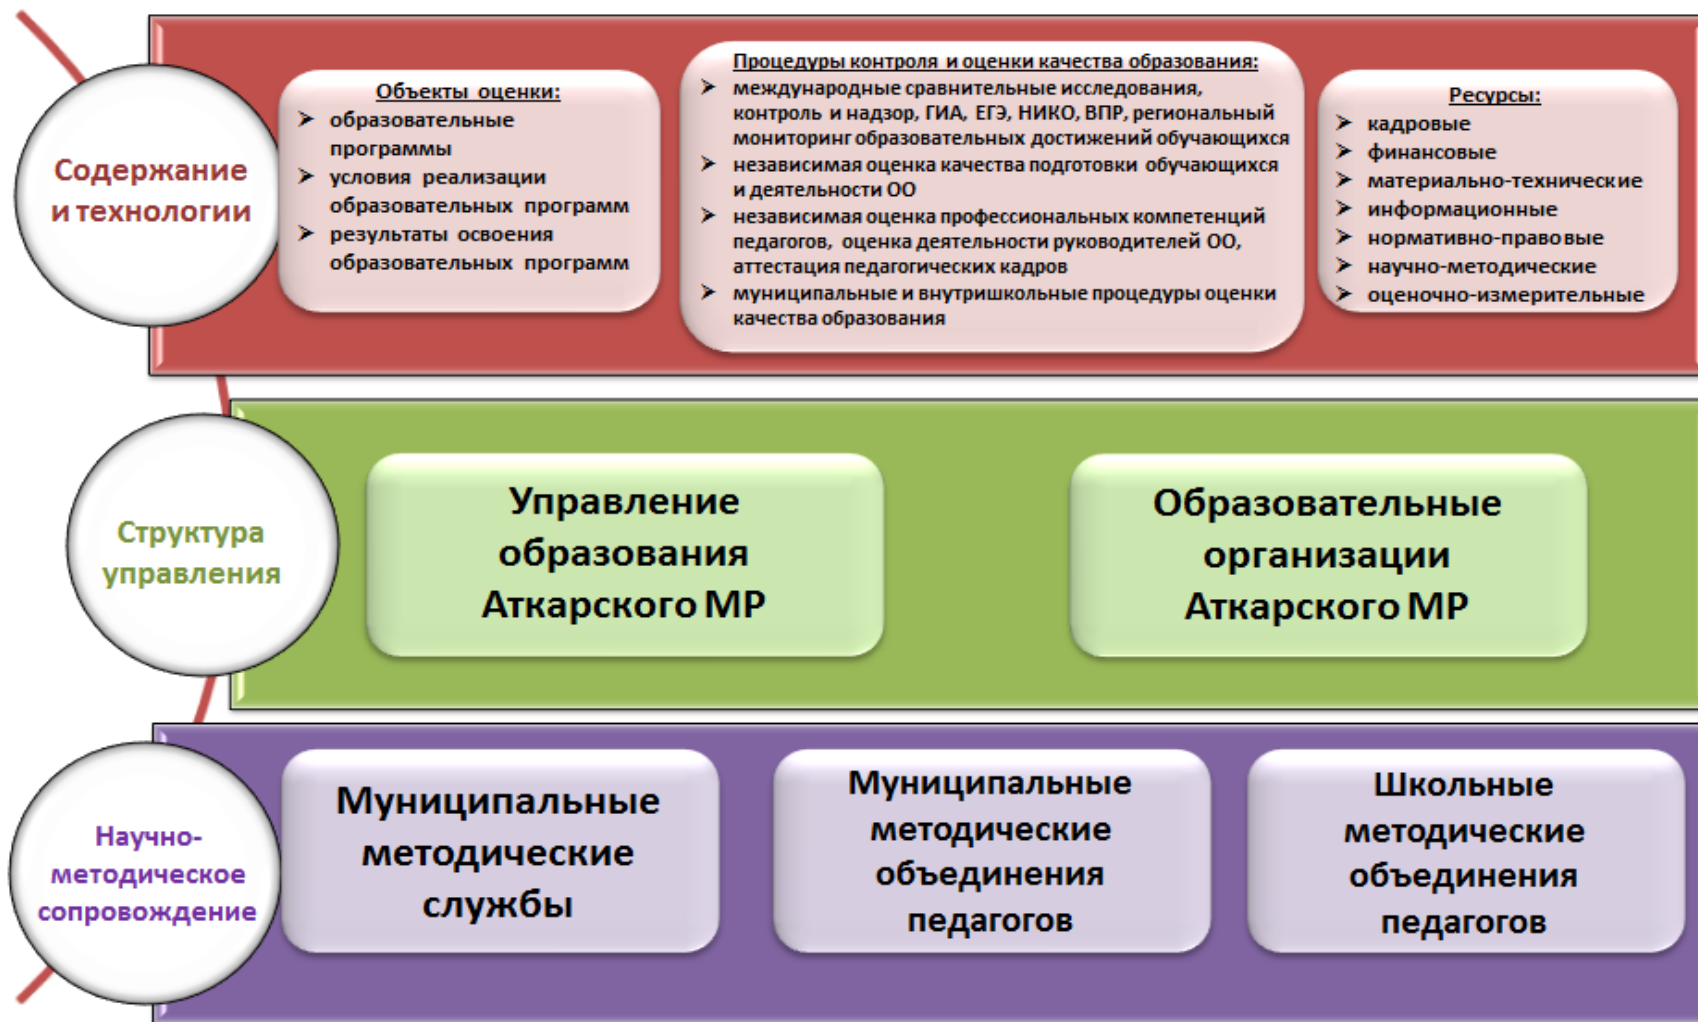 Содержание
и технологии
Объекты оценки:
образовательные
программы
условия реализации
образовательных программ
результаты освоения
образовательных программ
Процедуры контроля и оценки качества образования:
международные сравнительные исследования,
контроль и надзор, ГИА, ЕГЭ, НИКО, ВПР, региональный
мониторинг образовательных достижений обучающихся
независимая оценка качества подготовки обучающихся
и деятельности ОО
независимая оценка профессиональных компетенций
педагогов, оценка деятельности руководителей ОО,
аттестация педагогических кадров
муниципальные и внутришкольные процедуры оценки
качества образования
Ресурсы:
кадровые
финансовые
материально-технические
информационные
нормативно-правовые
научно-методические
оценочно-измерительные
Структура
управления
Управление
образования
Аткарского МР
Образовательные
организации
Аткарского МР
Научно-
методическое
сопровождение
Муниципальные
методические
службы
Муниципальные
методические
объединения
педагогов
Школьные
методические
объединения
педагогов